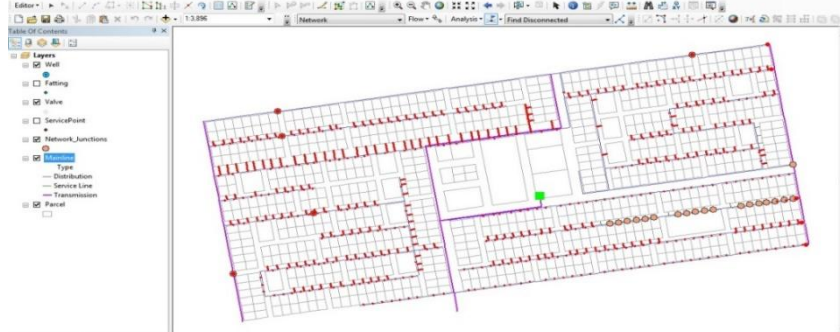 Editor
1:3.896 Network Flow Analysis Find Disconnected
Table Of Contents
Layers
Well
Fatting
Valve
ServicePoint
Network_Junctions
Mainline
Type
Distribution
Service Line
Transmission
Parcel